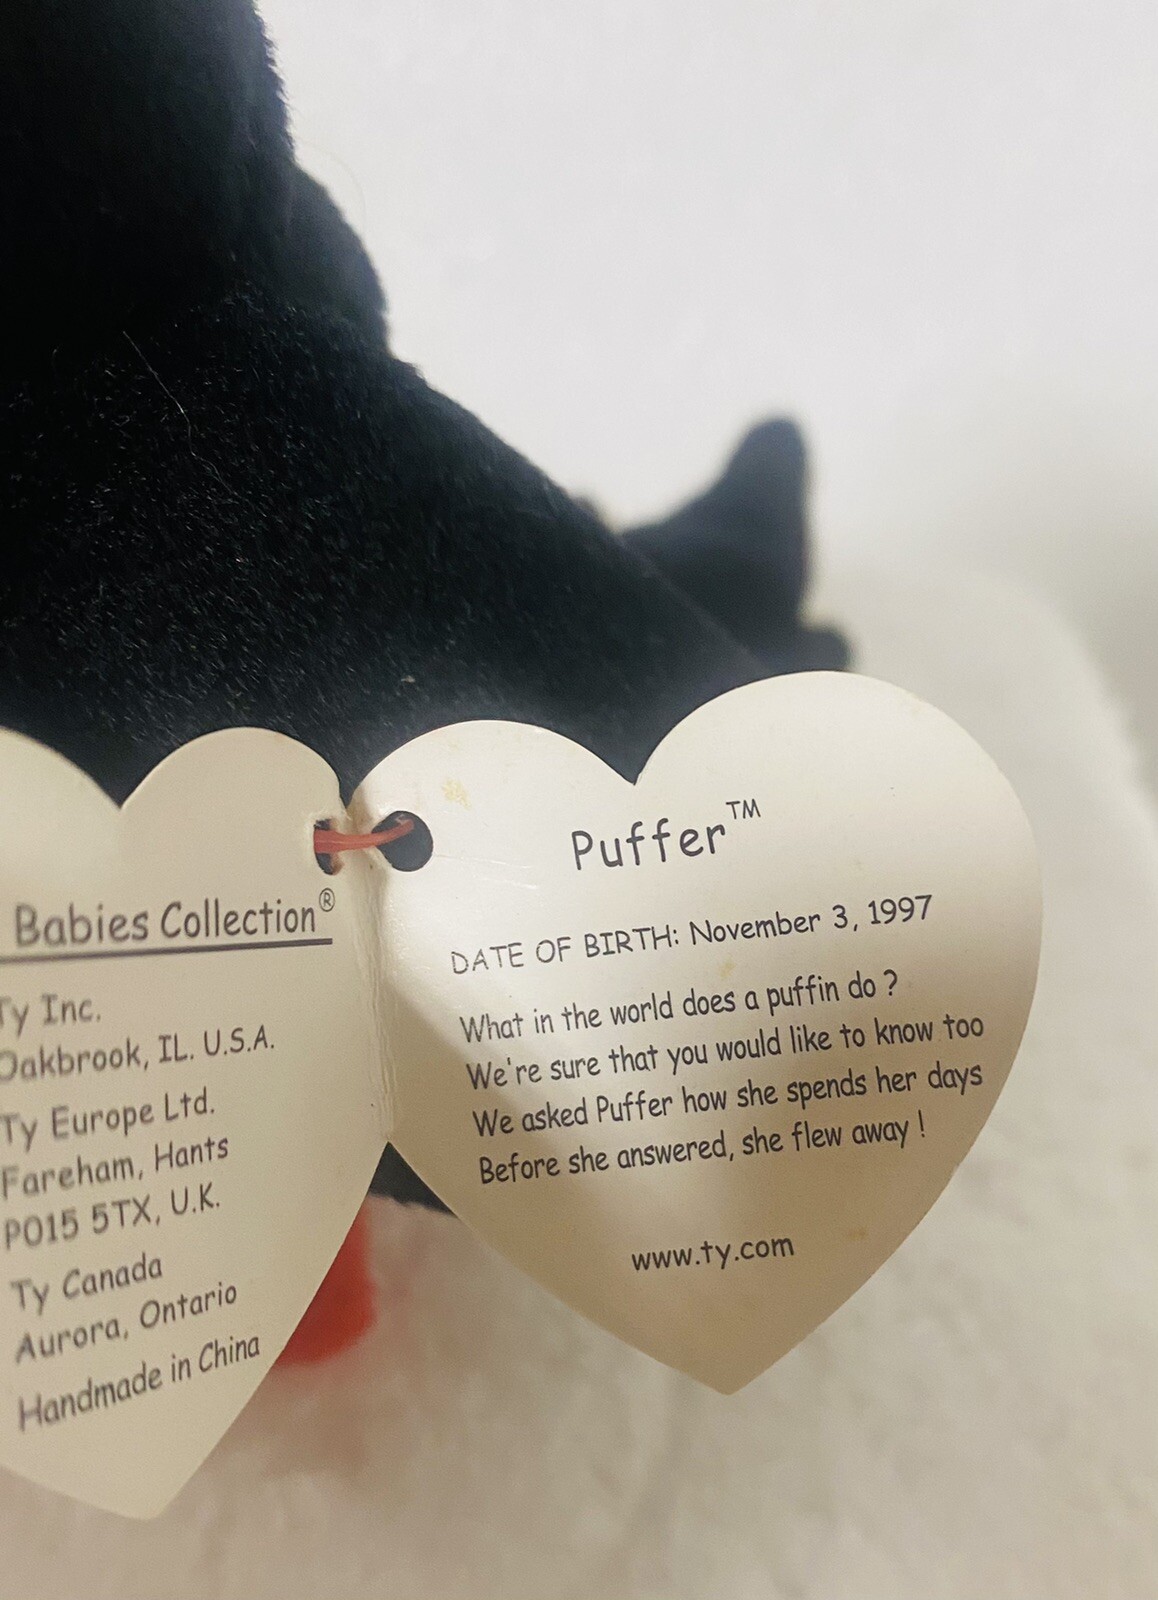 Babies Collection®
Ty Inc.
Oakbrook, IL. U.S.A.
Ty Europe Ltd.
Fareham, Hants
PO15 5TX, U.K.
Ty Canada
Aurora, Ontario
Handmade in China
Puffer™
DATE OF BIRTH: November 3, 1997
What in the world does a puffin do ?
We're sure that you would like to know too
We asked Puffer how she spends her days
Before she answered, she flew away !
www.ty.com